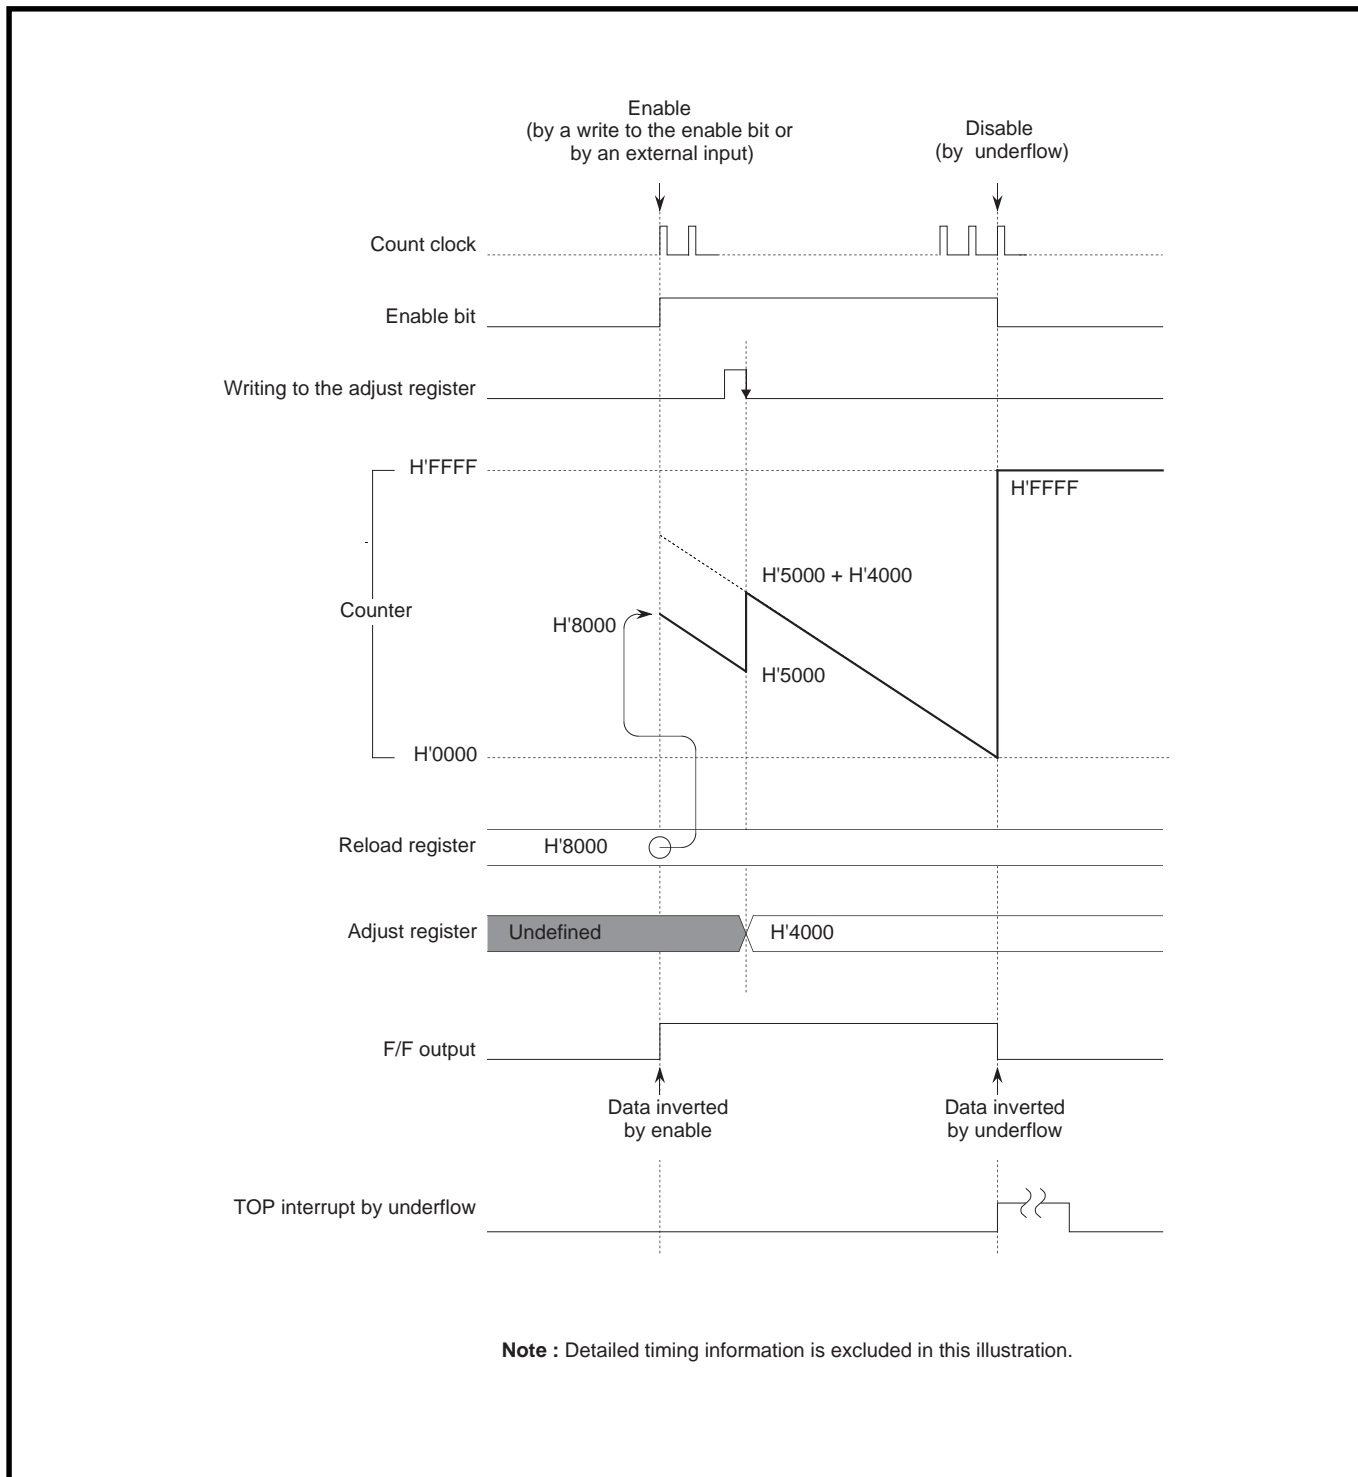 Enable
(by a write to the enable bit or
by an external input)
Disable
(by underflow)
Count clock
Enable bit
Writing to the adjust register
H'FFFF
H'FFFF
H'5000 + H'4000
Counter
H'8000
H'5000
H'0000
Reload register
H'8000
Adjust register
Undefined
H'4000
F/F output
Data inverted
by enable
Data inverted
by underflow
TOP interrupt by underflow
Note : Detailed timing information is excluded in this illustration.